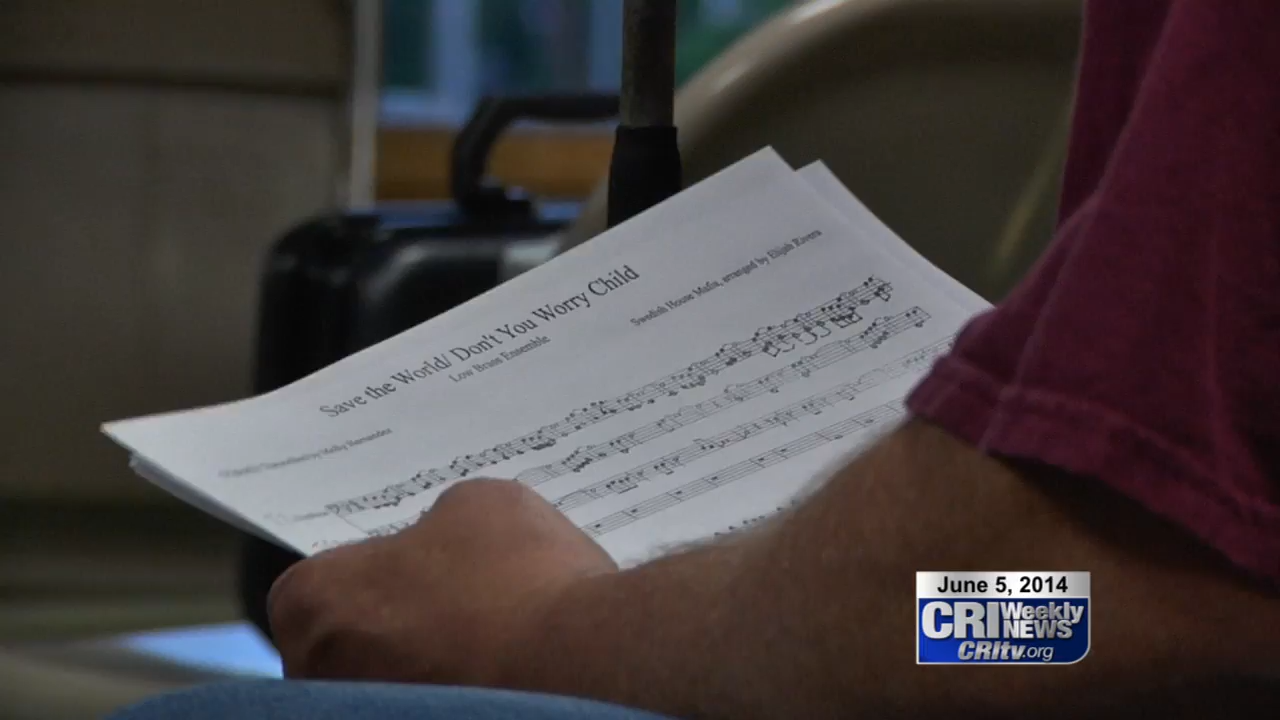 Save the World/ Don't You Worry Child
Low Brass Ensemble
Swedish House Mafia, arranged by Elijah Rivera
June 5, 2014
CRI Weekly NEWS
CRItv.org